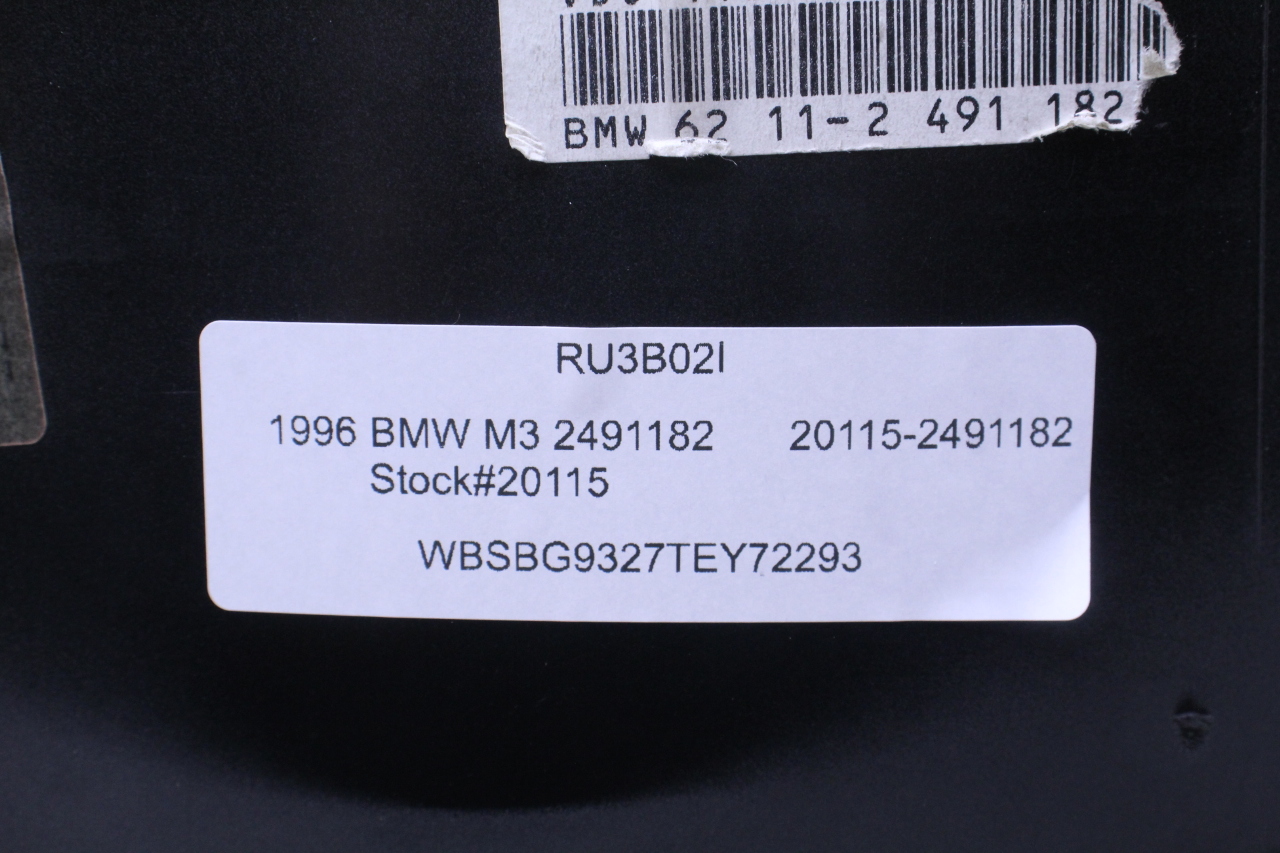 BMW 62 11-2 491 182
RU3B02I
1996 BMW M3 2491182 20115-2491182
Stock#20115
WBSBG9327TEY72293